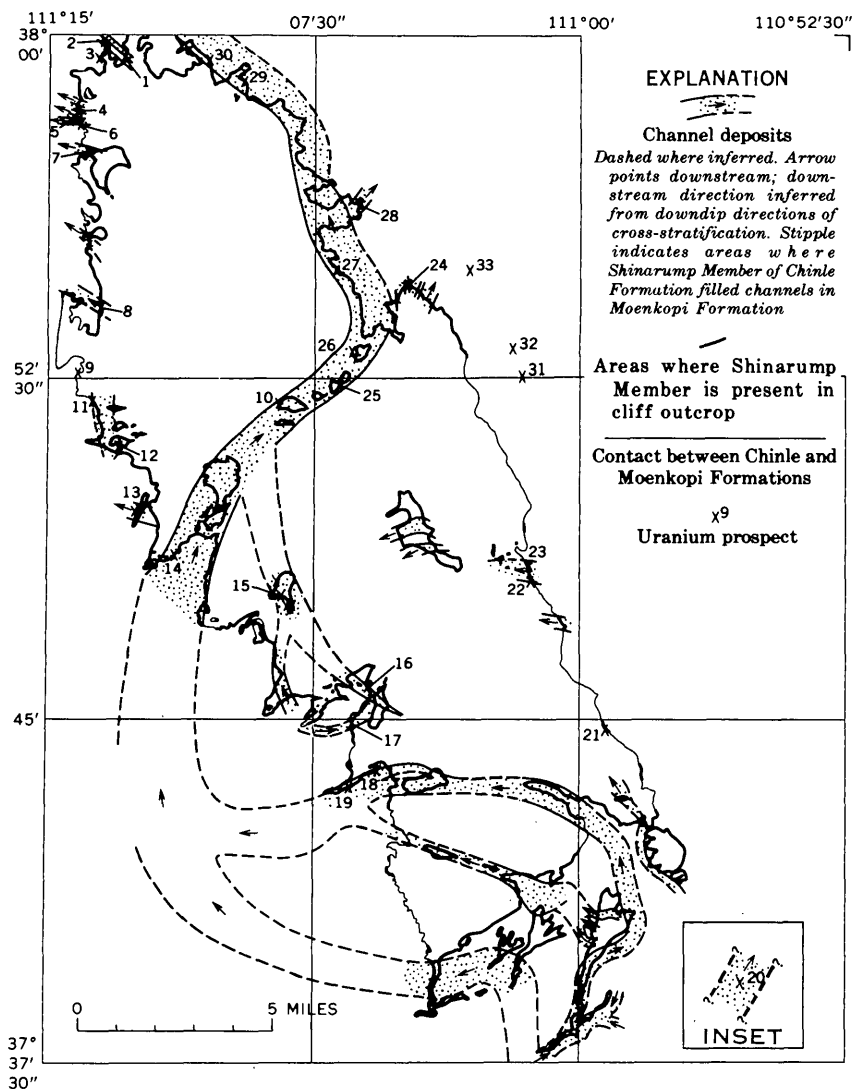 111°15' 07'30" 111°00' 110°52'30"
38°
00'
2
3
1
30
29
4
5
6
7
28
EXPLANATION
Channel deposits
Dashed where inferred. Arrow
points downstream; down-
stream direction inferred
from downdip directions of
cross-stratification. Stipple
indicates areas where
Shinarump Member of Chinle
Formation filled channels in
Moenkopi Formation
Areas where Shinarump
Member is present in
cliff outcrop
Contact between Chinle and
Moenkopi Formations
x9
Uranium prospect
24
x33
27
8
26
x32
52'
30"
x9
x31
11
10
25
12
13
14
23
22
15
16
45'
17
21
18
19
0 5 MILES
x20
? ? ? ?
INSET
37°
37'
30"